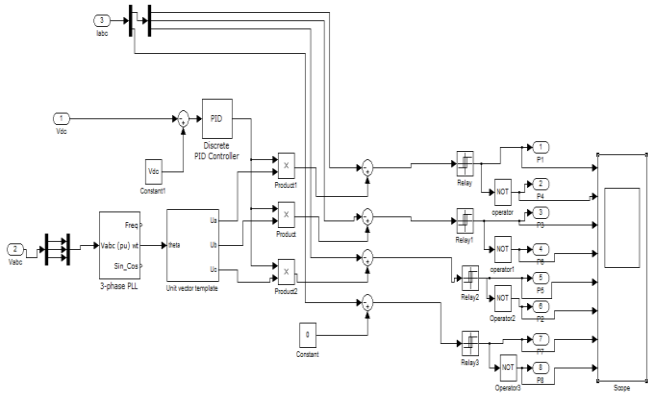 3
Iabc
1
Vdc
PID
Discrete
PID Controller
Vdc
Constant1
X
Product1
X
Product
X
Product2
2
Vabc
Freq
Vabc (pu) wt
Sin_Cos
3-phase PLL
theta
Ua
Ub
Uc
Unit vector template
0
Constant
Relay
NOT
operator
Relay1
NOT
operator1
Relay2
NOT
Operator2
Relay3
NOT
Operator3
1
P1
2
P4
3
P3
4
P6
5
P5
6
P2
7
P7
8
P8
Scope